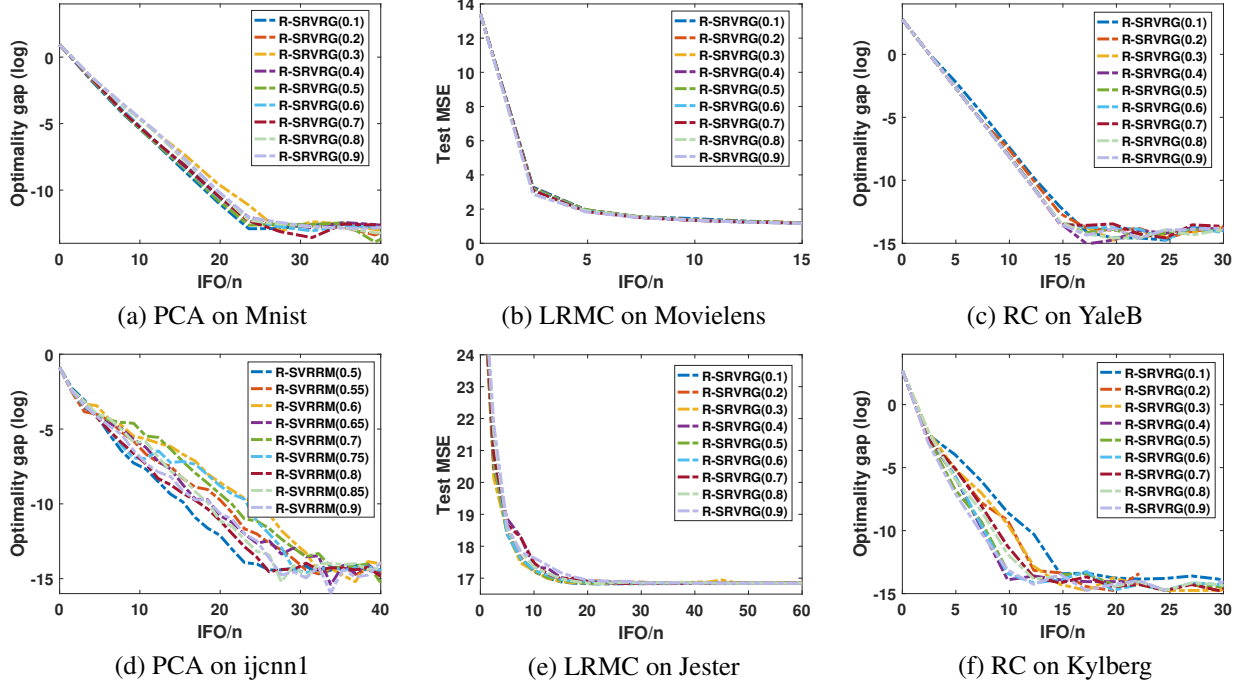 Optimality gap (log)
0
-5
-10
0
10
20
30
40
IFO/n
R-SRVRG(0.1)
R-SRVRG(0.2)
R-SRVRG(0.3)
R-SRVRG(0.4)
R-SRVRG(0.5)
R-SRVRG(0.6)
R-SRVRG(0.7)
R-SRVRG(0.8)
R-SRVRG(0.9)
(a) PCA on Mnist
Test MSE
14
12
10
8
6
4
2
0
0
5
10
15
IFO/n
R-SRVRG(0.1)
R-SRVRG(0.2)
R-SRVRG(0.3)
R-SRVRG(0.4)
R-SRVRG(0.5)
R-SRVRG(0.6)
R-SRVRG(0.7)
R-SRVRG(0.8)
R-SRVRG(0.9)
(b) LRMC on Movielens
Optimality gap (log)
0
-5
-10
-15
0
5
10
15
20
25
30
IFO/n
R-SRVRG(0.1)
R-SRVRG(0.2)
R-SRVRG(0.3)
R-SRVRG(0.4)
R-SRVRG(0.5)
R-SRVRG(0.6)
R-SRVRG(0.7)
R-SRVRG(0.8)
R-SRVRG(0.9)
(c) RC on YaleB
Optimality gap (log)
0
-5
-10
-15
0
10
20
30
40
IFO/n
R-SVRRM(0.5)
R-SVRRM(0.55)
R-SVRRM(0.6)
R-SVRRM(0.65)
R-SVRRM(0.7)
R-SVRRM(0.75)
R-SVRRM(0.8)
R-SVRRM(0.85)
R-SVRRM(0.9)
(d) PCA on ijcnn1
Test MSE
24
23
22
21
20
19
18
17
0
10
20
30
40
50
60
IFO/n
R-SRVRG(0.1)
R-SRVRG(0.2)
R-SRVRG(0.3)
R-SRVRG(0.4)
R-SRVRG(0.5)
R-SRVRG(0.6)
R-SRVRG(0.7)
R-SRVRG(0.8)
R-SRVRG(0.9)
(e) LRMC on Jester
Optimality gap (log)
0
-5
-10
-15
0
5
10
15
20
25
30
IFO/n
R-SRVRG(0.1)
R-SRVRG(0.2)
R-SRVRG(0.3)
R-SRVRG(0.4)
R-SRVRG(0.5)
R-SRVRG(0.6)
R-SRVRG(0.7)
R-SRVRG(0.8)
R-SRVRG(0.9)
(f) RC on Kylberg